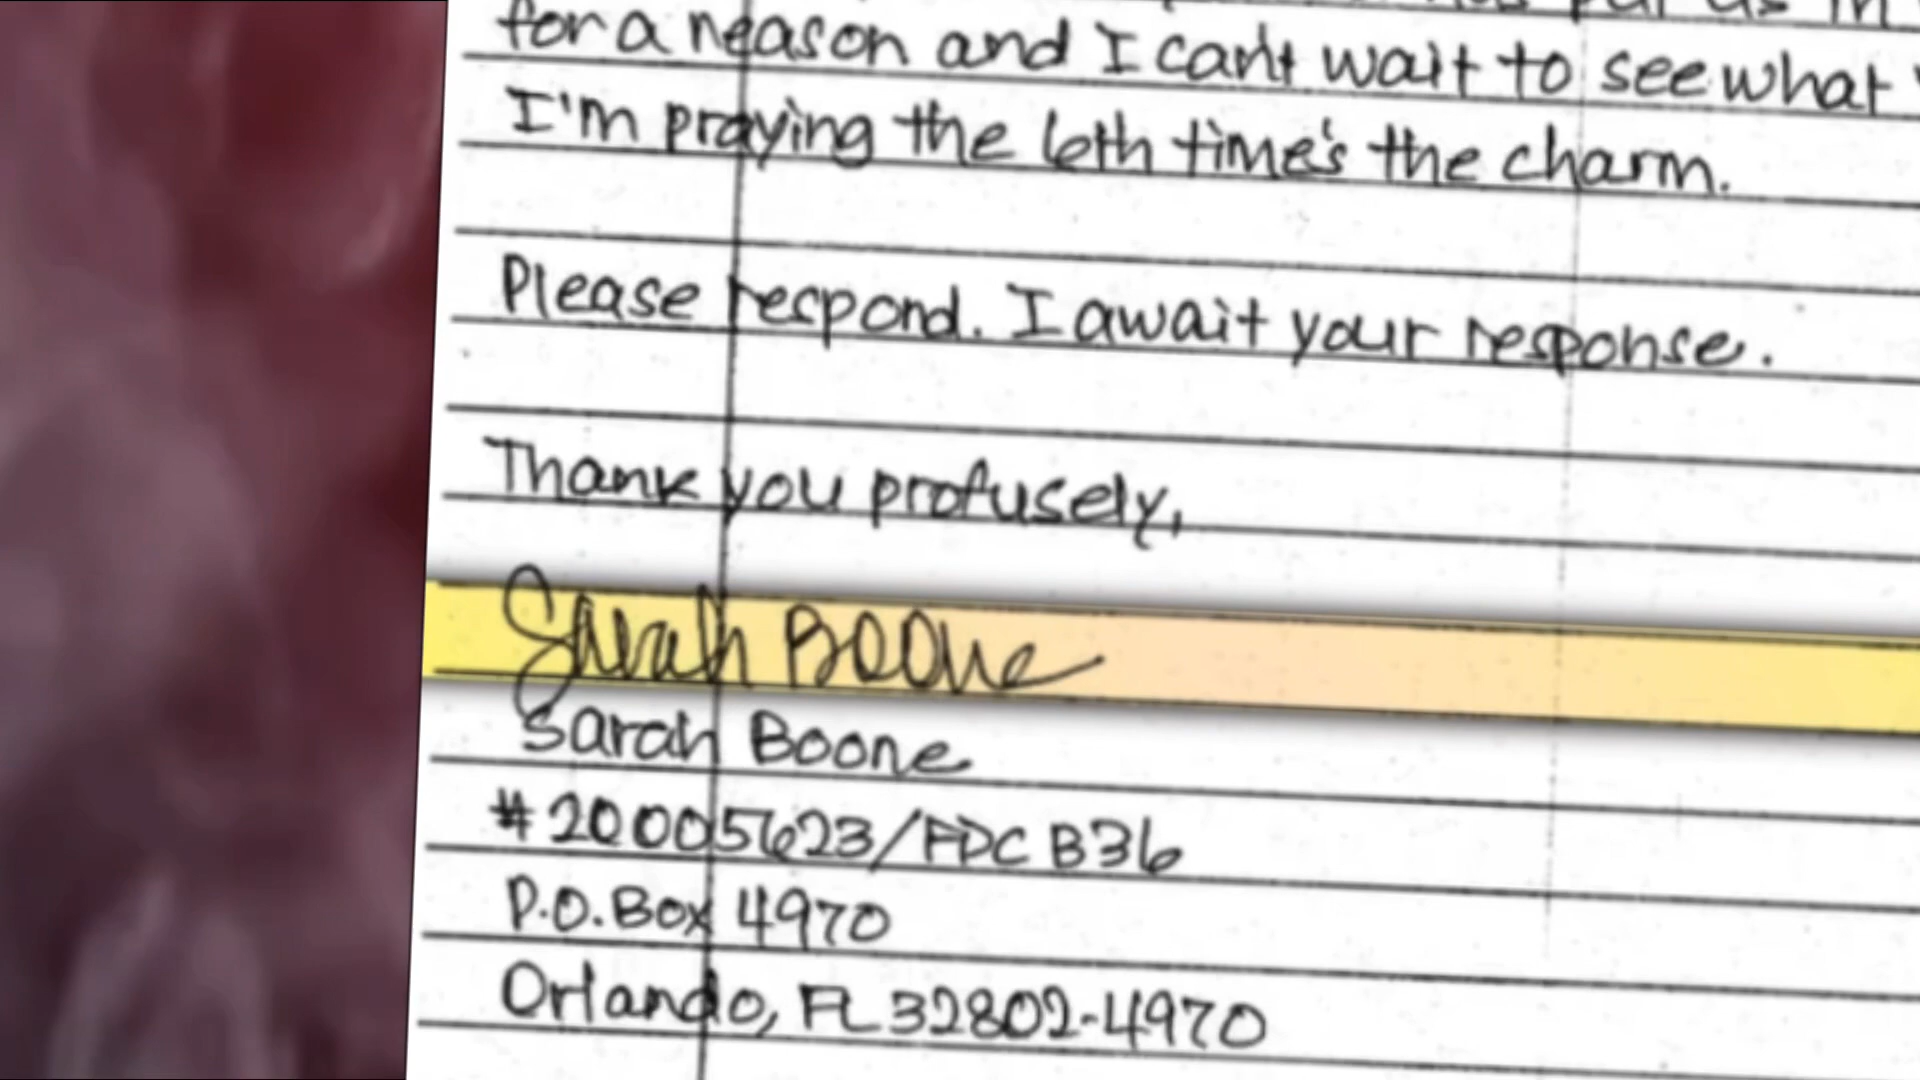 for a reason and I can't wait to see what
I'm praying the 6th time's the charm.
Please respond. I await your response.
Thank you profusely,
Sarah Boone
Sarah Boone
#20005623/FDC B36
P.O. Box 4970
Orlando, FL 32802-4970